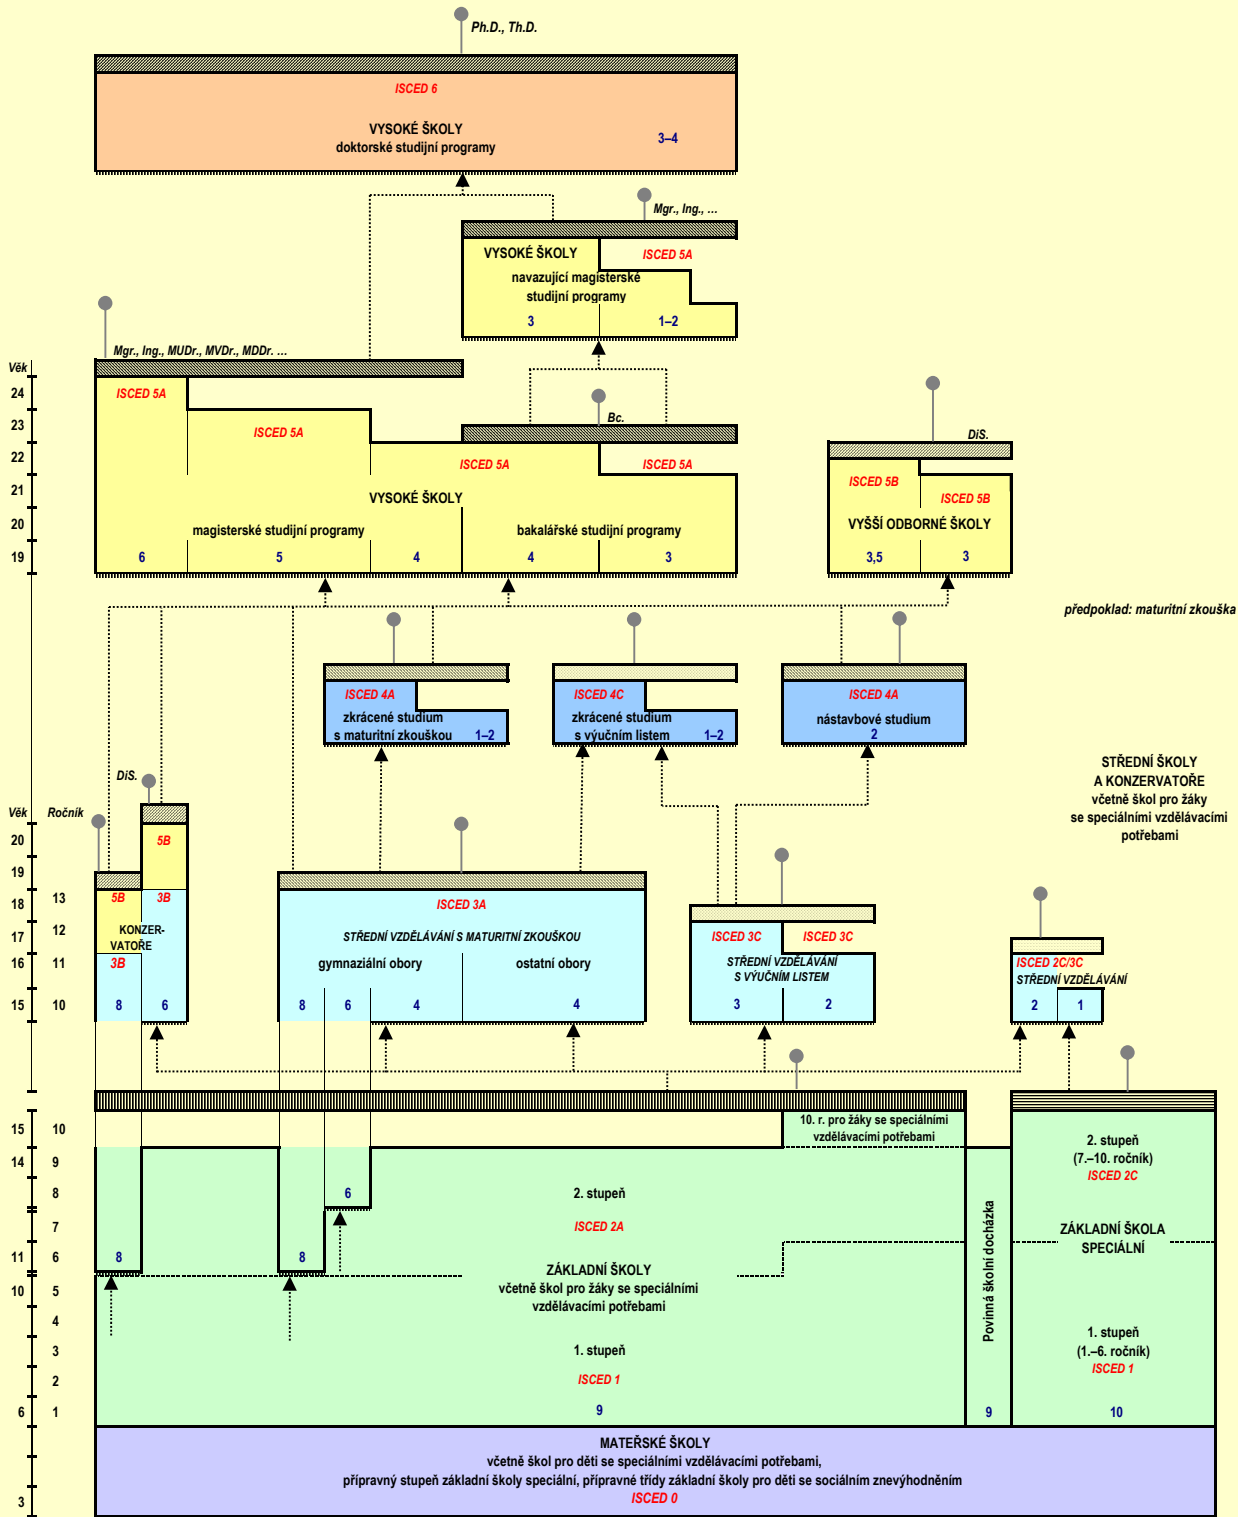 Ph.D., Th.D.
ISCED 6
VYSOKÉ ŠKOLY
doktorské studijní programy
3–4
Mgr., Ing., ...
VYSOKÉ ŠKOLY
ISCED 5A
navazující magisterské
studijní programy
3
1–2
Mgr., Ing., MUDr., MVDr., MDDr. ...
Věk
24
ISCED 5A
23
Bc.
ISCED 5A
DiS.
22
ISCED 5A
ISCED 5A
21
ISCED 5B
VYSOKÉ ŠKOLY
ISCED 5B
20
magisterské studijní programy
bakalářské studijní programy
VYŠŠÍ ODBORNÉ ŠKOLY
19
6
5
4
4
3
3,5
3
předpoklad: maturitní zkouška
ISCED 4A
ISCED 4C
ISCED 4A
zkrácené studium
s maturitní zkouškou
1–2
zkrácené studium
s výučním listem
1–2
nástavbové studium
2
STŘEDNÍ ŠKOLY
A KONZERVATOŘE
včetně škol pro žáky
se speciálními vzdělávacími
potřebami
DiS.
Věk
Ročník
20
5B
19
18
13
5B
3B
ISCED 3A
17
12
KONZER-
VATOŘE
STŘEDNÍ VZDĚLÁVÁNÍ S MATURITNÍ ZKOUŠKOU
ISCED 3C
ISCED 3C
16
11
3B
gymnaziální obory
ostatní obory
STŘEDNÍ VZDĚLÁVÁNÍ
S VÝUČNÍM LISTEM
ISCED 2C/3C
STŘEDNÍ VZDĚLÁVÁNÍ
15
10
8
6
8
6
4
4
3
2
2
1
15
10
10. r. pro žáky se speciálními
vzdělávacími potřebami
14
9
2. stupeň
(7.–10. ročník)
ISCED 2C
8
6
2. stupeň
7
ISCED 2A
ZÁKLADNÍ ŠKOLA
SPECIÁLNÍ
11
6
8
8
ZÁKLADNÍ ŠKOLY
včetně škol pro žáky se speciálními
vzdělávacími potřebami
10
5
4
Povinná školní docházka
3
1. stupeň
1. stupeň
(1.–6. ročník)
ISCED 1
2
ISCED 1
6
1
9
9
10
MATEŘSKÉ ŠKOLY
včetně škol pro děti se speciálními vzdělávacími potřebami,
přípravný stupeň základní školy speciální, přípravné třídy základní školy pro děti se sociálním znevýhodněním
ISCED 0
3